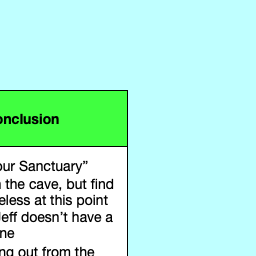 onclusion
our Sanctuary”
the cave, but find
eless at this point
Jeff doesn't have a
ne
ng out from the